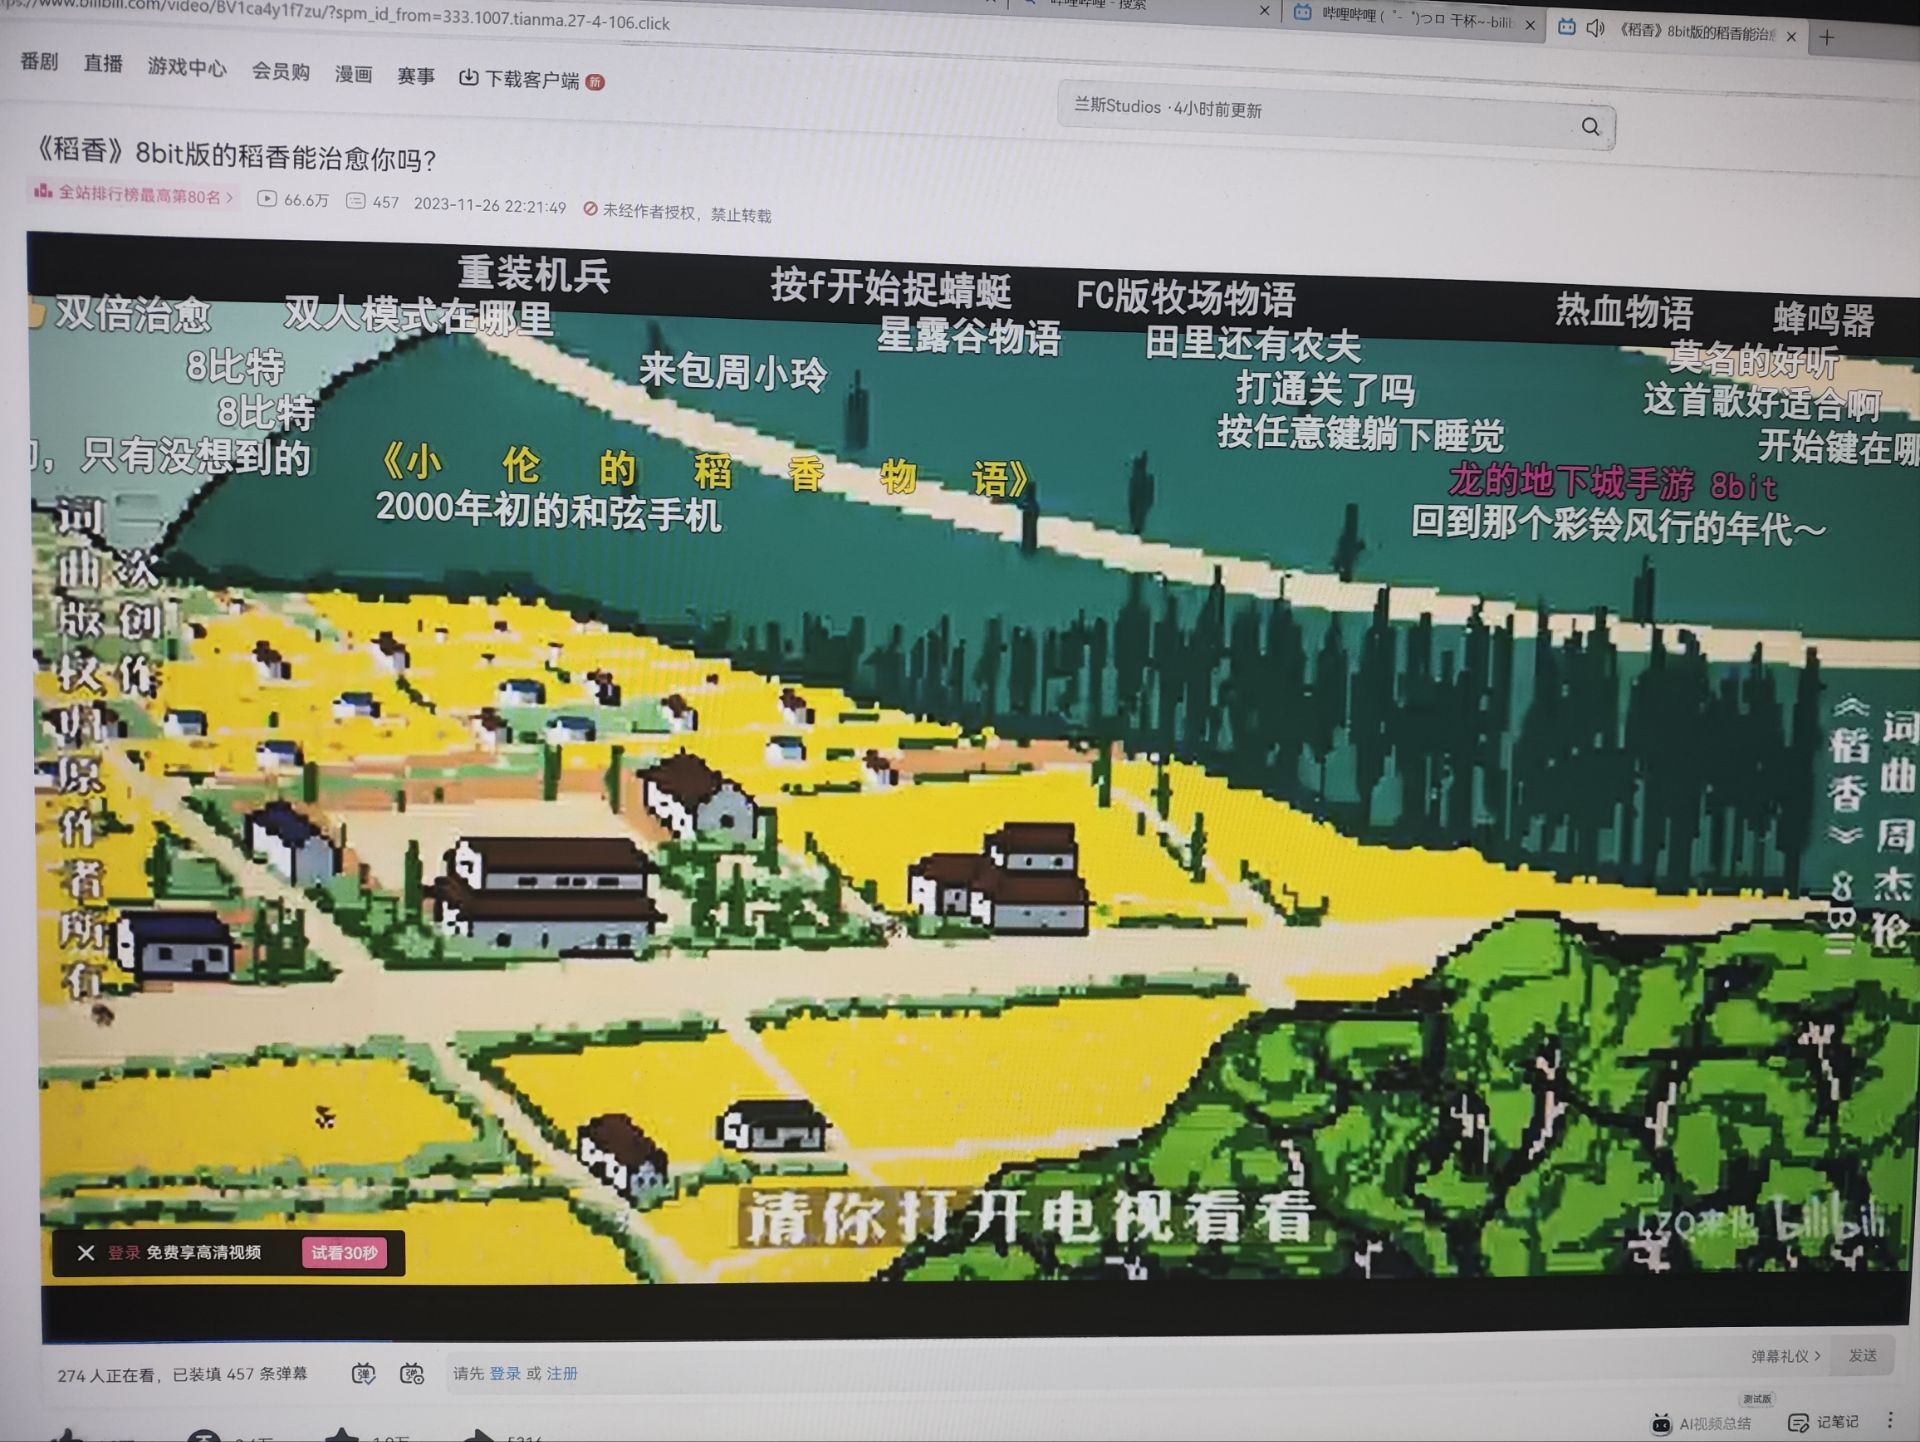 www.bilibili.com/video/BV1ca4y1f7zu/?spm_id_from=333.1007.tianma.27-4-106.click
哔哩哔哩 - 搜索
哔哩哔哩 (゜-゜)つロ 干杯~-bilib
《稻香》8bit版的稻香能治愈
番剧 直播 游戏中心 会员购 漫画 赛事 下载客户端 新
兰斯Studios ·4小时前更新
《稻香》8bit版的稻香能治愈你吗？
全站排行榜最高第80名 > 66.6万 457 2023-11-26 22:21:49 未经作者授权，禁止转载
重装机兵 按f开始捉蜻蜓 FC版牧场物语 热血物语 蜂鸣器
双倍治愈 双人模式在哪里 星露谷物语 田里还有农夫 莫名的好听
8比特 来包周小玲 打通关了吗 这首歌好适合啊
8比特 按任意键躺下睡觉 开始键在哪
，只有没想到的 《小伦的稻香物语》 龙的地下城手游 8bit
2000年初的和弦手机 回到那个彩铃风行的年代～
二次创作
词曲版权归原作者所有
词曲 周杰伦
《稻香》8Bit
请你打开电视看看
LZQ来也 bilibili
登录 免费享高清视频 试看30秒
274 人正在看，已装填 457 条弹幕 请先 登录 或 注册 弹幕礼仪 > 发送
测试版
AI视频总结 记笔记